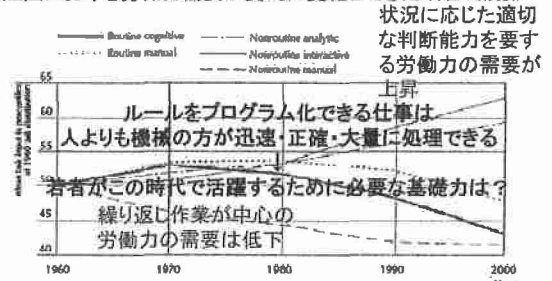 状況に応じた適切
な判断能力を要す
る労働力の需要が
上昇
Routine cognitive
Routine manual
Nonroutine analytic
Nonroutine interactive
Nonroutine manual
65
60
ルールをプログラム化できる仕事は
人よりも機械の方が迅速・正確・大量に処理できる
55
若者がこの時代で活躍するために必要な基礎力は?
45
繰り返し作業が中心の
労働力の需要は低下
40
1960
1970
1980
1990
2000